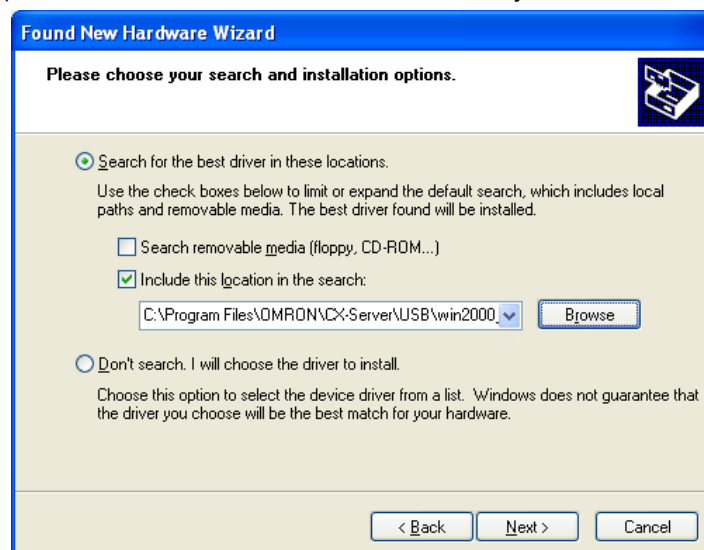 Found New Hardware Wizard
Please choose your search and installation options.
Search for the best driver in these locations.
Use the check boxes below to limit or expand the default search, which includes local
paths and removable media. The best driver found will be installed.
Search removable media (floppy, CD-ROM...)
Include this location in the search:
C:\Program Files\OMRON\CX-Server\USB\win2000_
Browse
Don't search. I will choose the driver to install.
Choose this option to select the device driver from a list. Windows does not guarantee that
the driver you choose will be the best match for your hardware.
< Back Next > Cancel